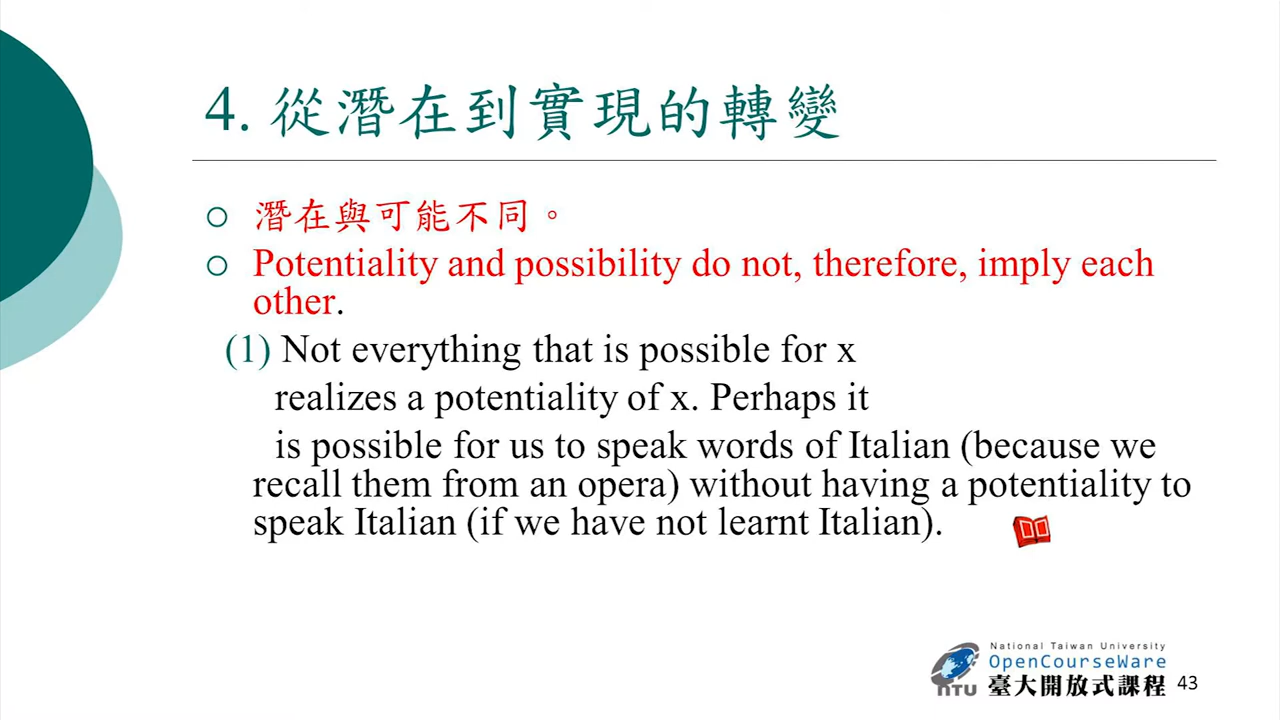 4. 從潛在到實現的轉變
潛在與可能不同。
Potentiality and possibility do not, therefore, imply each
other.
(1) Not everything that is possible for x
realizes a potentiality of x. Perhaps it
is possible for us to speak words of Italian (because we
recall them from an opera) without having a potentiality to
speak Italian (if we have not learnt Italian).
National Taiwan University
OpenCourseWare
NTU 臺大開放式課程 43